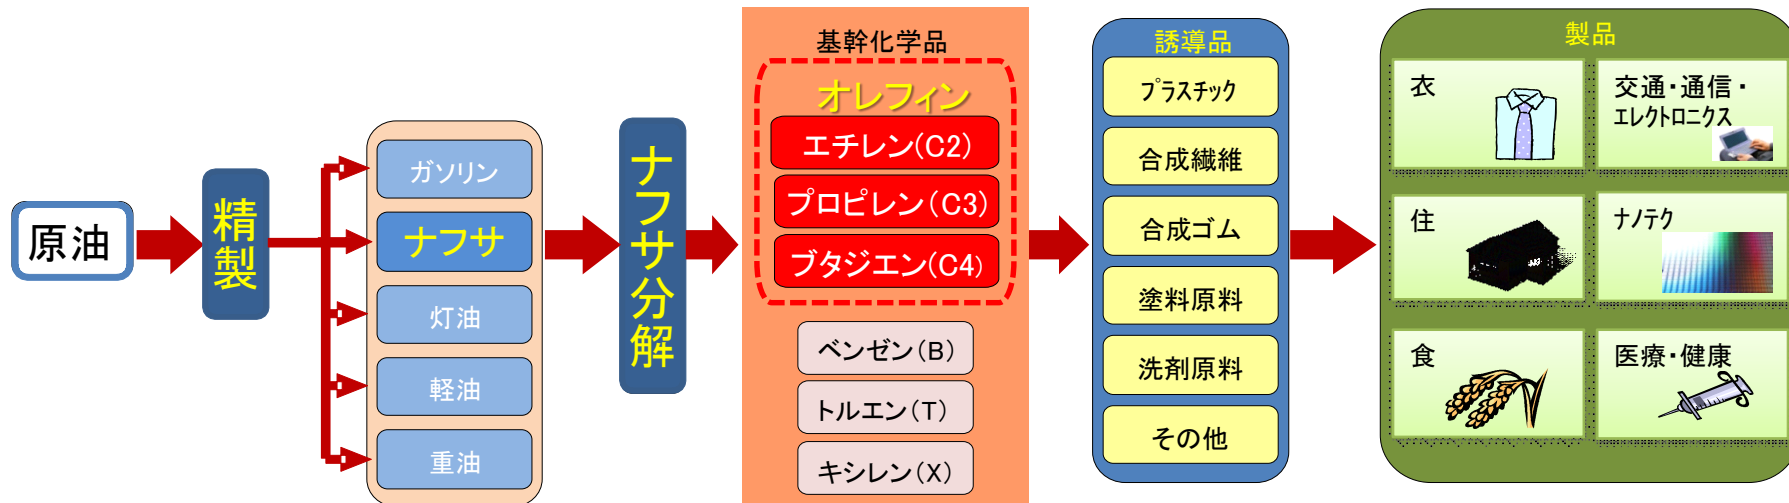 原油
精製
ガソリン
ナフサ
灯油
軽油
重油
ナフサ分解
基幹化学品
オレフィン
エチレン(C2)
プロピレン(C3)
ブタジエン(C4)
ベンゼン(B)
トルエン(T)
キシレン(X)
誘導品
プラスチック
合成繊維
合成ゴム
塗料原料
洗剤原料
その他
製品
衣
交通・通信・
エレクトロニクス
住
ナノテク
食
医療・健康